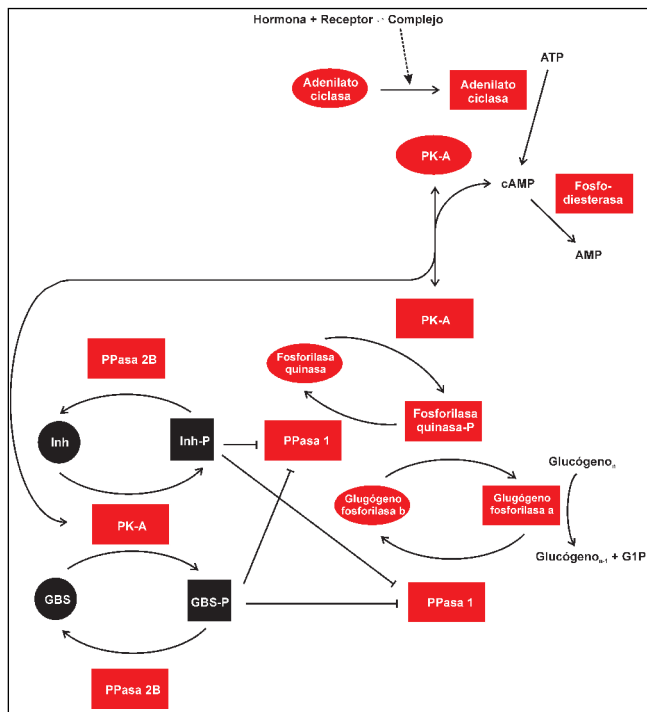 Hormona + Receptor - Complejo
ATP
Adenilato
ciclasa
Adenilato
ciclasa
PK-A
cAMP
Fosfo-
diesterasa
AMP
PK-A
PPasa 2B
Fosforilasa
quinasa
Fosforilasa
quinasa-P
Inh
Inh-P
PPasa 1
Glucógenoₙ
Glugógeno
fosforilasa b
Glugógeno
fosforilasa a
PK-A
Glucógenoₙ₋₁ + G1P
GBS
GBS-P
PPasa 1
PPasa 2B